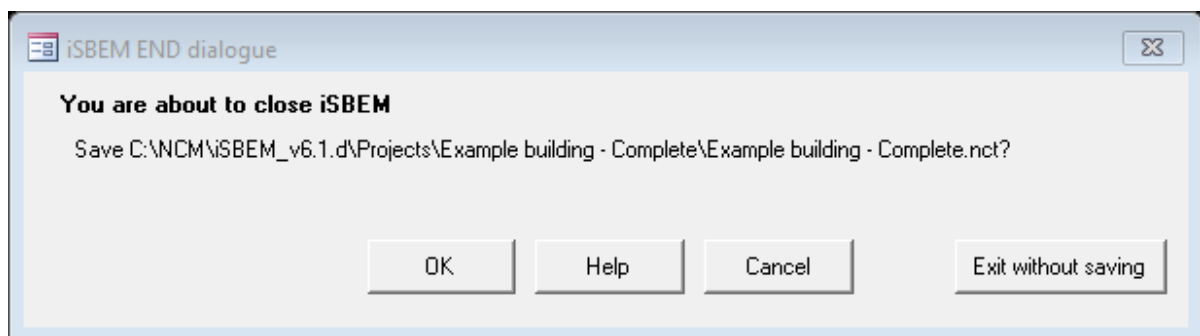 iSBEM END dialogue
You are about to close iSBEM
Save C:\NCM\iSBEM_v6.1.d\Projects\Example building - Complete\Example building - Complete.nct?
OK Help Cancel Exit without saving